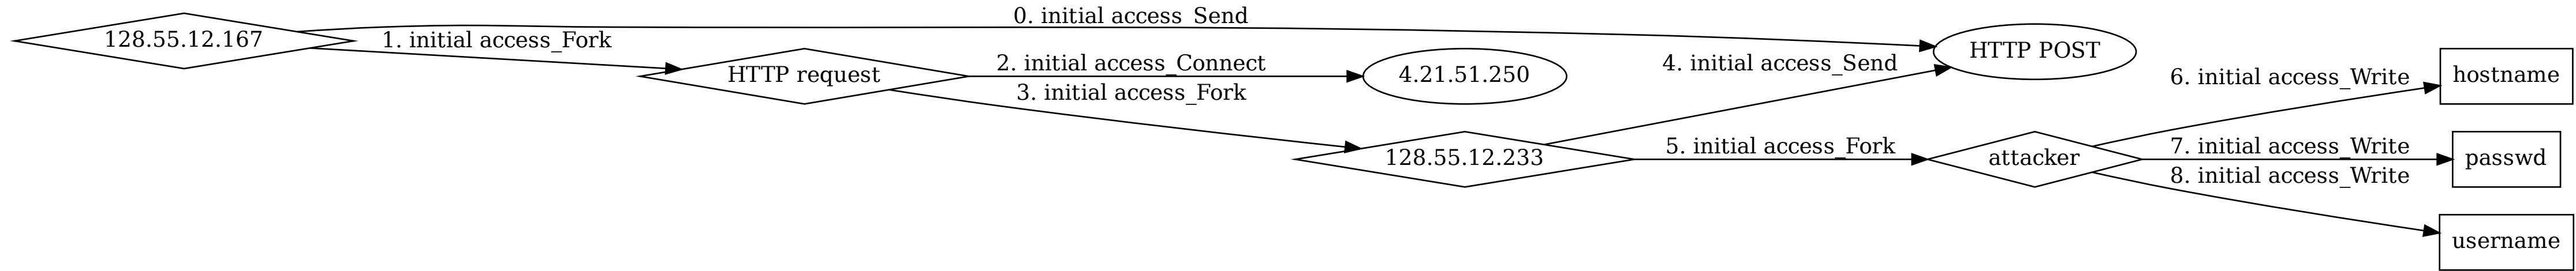 0. initial access_Send
128.55.12.167
1. initial access_Fork
HTTP request
2. initial access_Connect
3. initial access_Fork
4.21.51.250
128.55.12.233
4. initial access_Send
5. initial access_Fork
HTTP POST
attacker
6. initial access_Write
7. initial access_Write
8. initial access_Write
hostname
passwd
username